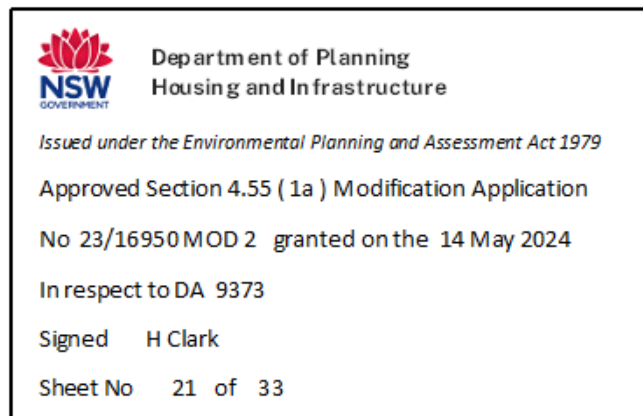 NSW
GOVERNMENT
Department of Planning
Housing and Infrastructure
Issued under the Environmental Planning and Assessment Act 1979
Approved Section 4.55 ( 1a ) Modification Application
No 23/16950 MOD 2 granted on the 14 May 2024
In respect to DA 9373
Signed H Clark
Sheet No 21 of 33